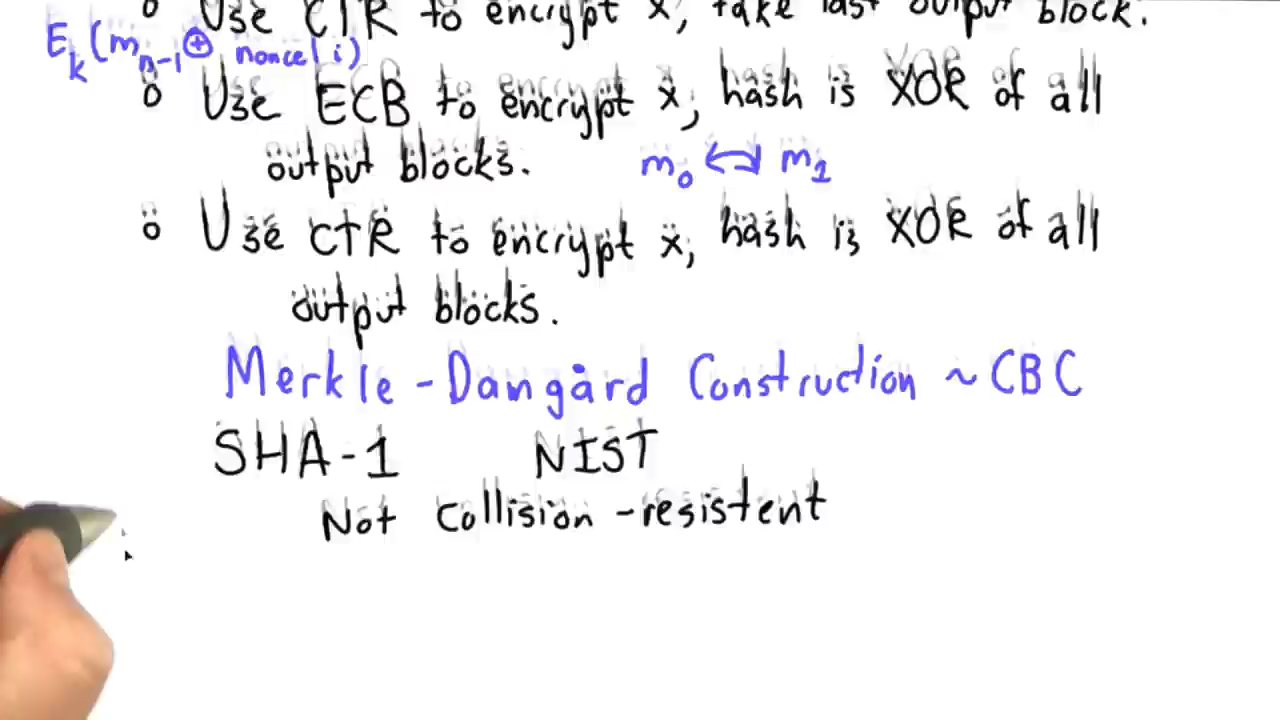 o Use CTR to encrypt x, take last output block.
E_k(m_{n-1} ⊕ nonce|i)
o Use ECB to encrypt x, hash is XOR of all
output blocks. m_0 ↔ m_1
o Use CTR to encrypt x, hash is XOR of all
output blocks.
Merkle-Damgård Construction ~ CBC
SHA-1 NIST
Not collision-resistent